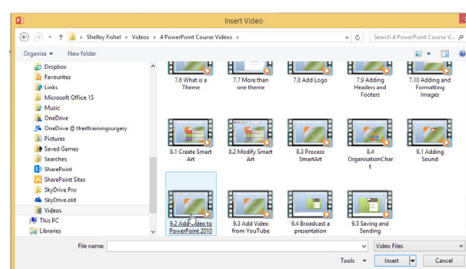 Insert Video
Shelley Fishel ▸ Videos ▸ 4 PowerPoint Course Videos ▸
Search 4 PowerPoint Course V...
Organise
New folder
Dropbox
Favourites
Links
Microsoft Office 15
Music
OneDrive
OneDrive @ theittrainingsurgery
Pictures
Saved Games
Searches
SharePoint
SharePoint Sites
SkyDrive Pro
SkyDrive.old
Videos
This PC
Libraries
7.6 What is a Theme
7.7 More than one theme
7.8 Add Logo
7.9 Adding Headers and Footers
7.10 Adding and Formatting Images
8.1 Create Smart Art
8.2 Modify Smart Art
8.3 Process SmartArt
8.4 OrganisationChart
9.1 Adding Sound
9.2 Add Video to PowerPoint 2010
9.3 Add Video from YouTube
9.4 Broadcast a presentation
9.5 Saving and Sending
File name:
Video Files
Tools
Insert
Cancel